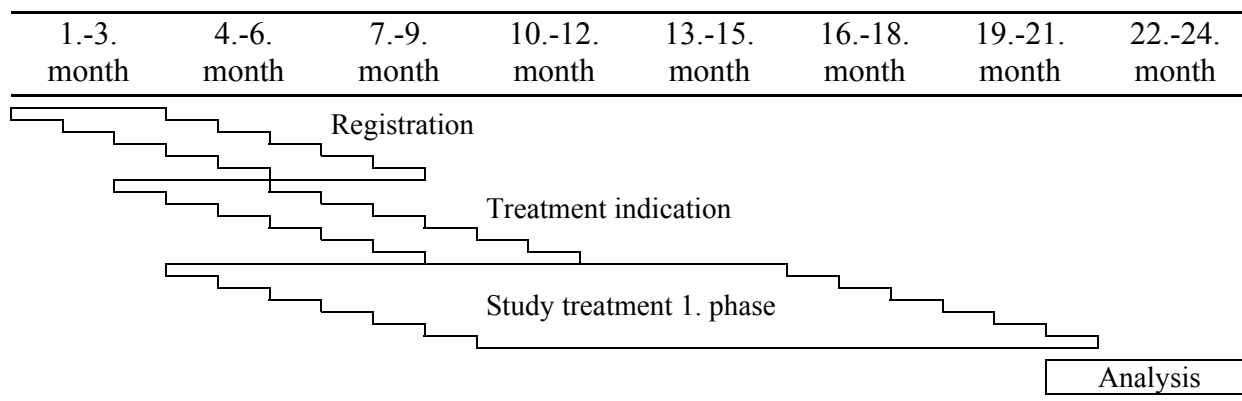 1.-3. 4.-6. 7.-9. 10.-12. 13.-15. 16.-18. 19.-21. 22.-24.
month month month month month month month month
Registration
Treatment indication
Study treatment 1. phase
Analysis